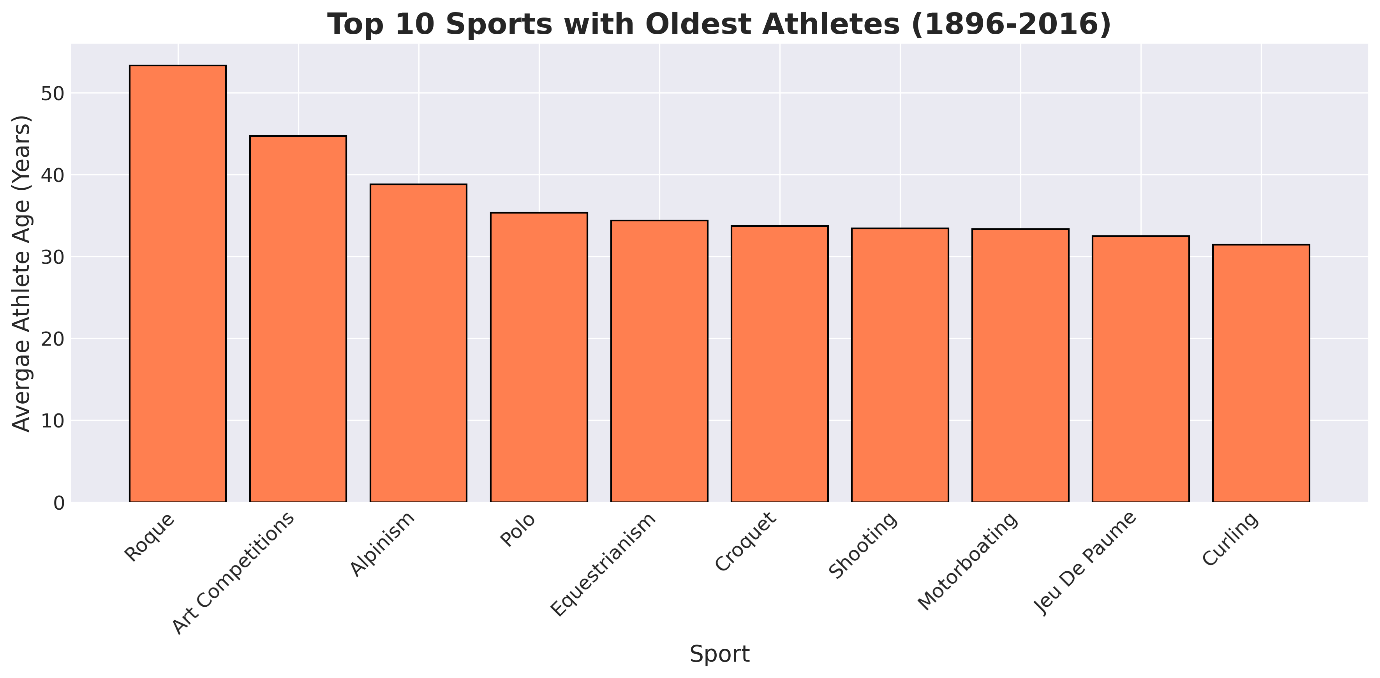 Top 10 Sports with Oldest Athletes (1896-2016)
Avergae Athlete Age (Years)
50
40
30
20
10
0
Roque
Art Competitions
Alpinism
Polo
Equestrianism
Croquet
Shooting
Motorboating
Jeu De Paume
Curling
Sport